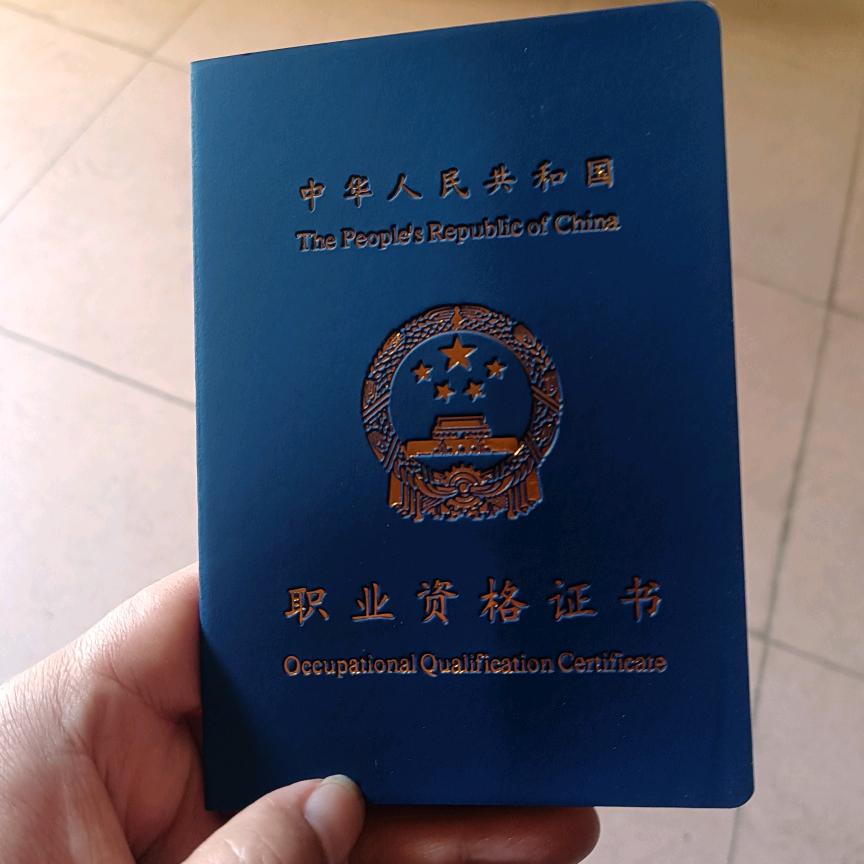 中华人民共和国
The People's Republic of China
职业资格证书
Occupational Qualification Certificate